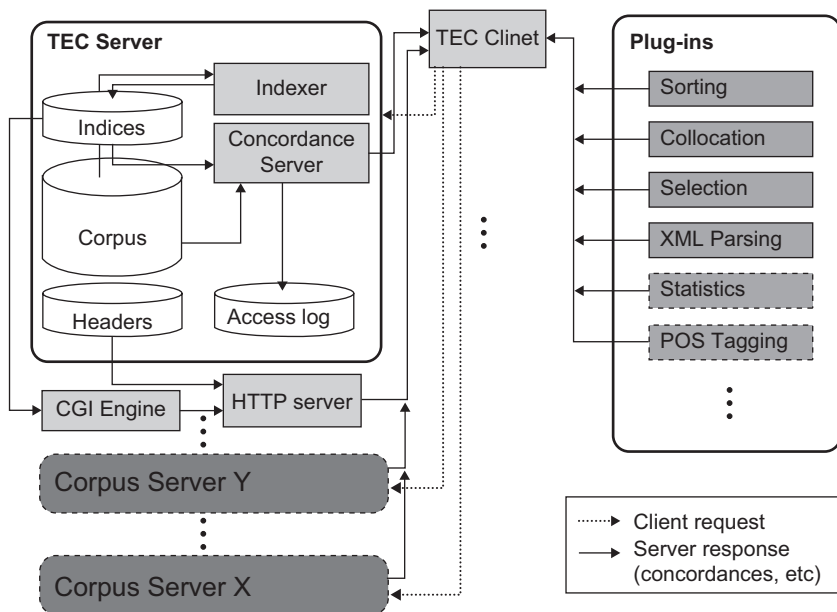 TEC Server
Indexer
Indices
Concordance
Server
Corpus
Headers
Access log
CGI Engine
HTTP server
Corpus Server Y
Corpus Server X
TEC Clinet
Plug-ins
Sorting
Collocation
Selection
XML Parsing
Statistics
POS Tagging
Client request
Server response
(concordances, etc)